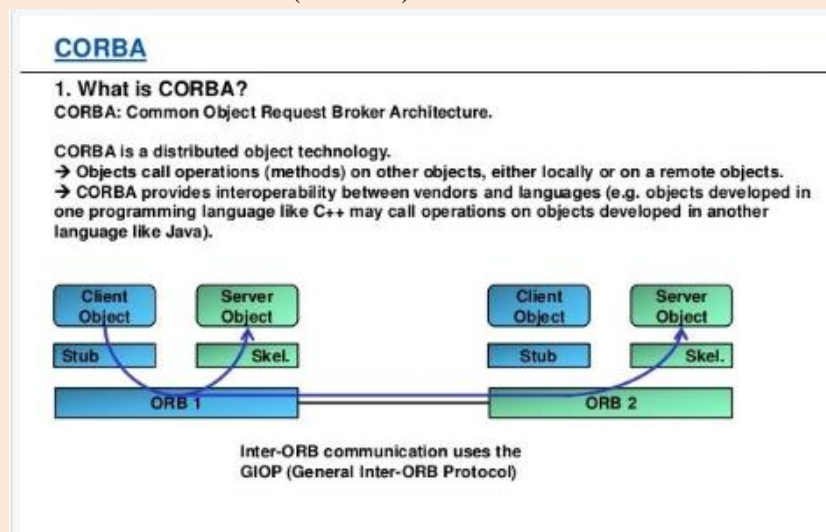 CORBA
1. What is CORBA?
CORBA: Common Object Request Broker Architecture.
CORBA is a distributed object technology.
→ Objects call operations (methods) on other objects, either locally or on a remote objects.
→ CORBA provides interoperability between vendors and languages (e.g. objects developed in
one programming language like C++ may call operations on objects developed in another
language like Java).
Client Object
Server Object
Client Object
Server Object
Stub
Skel.
Stub
Skel.
ORB 1
ORB 2
Inter-ORB communication uses the
GIOP (General Inter-ORB Protocol)